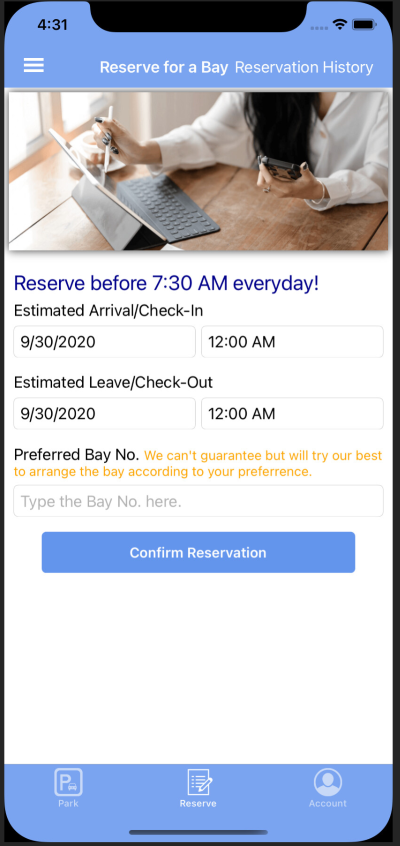 4:31
Reserve for a Bay Reservation History
Reserve before 7:30 AM everyday!
Estimated Arrival/Check-In
9/30/2020 12:00 AM
Estimated Leave/Check-Out
9/30/2020 12:00 AM
Preferred Bay No. We can't guarantee but will try our best
to arrange the bay according to your preferrence.
Type the Bay No. here.
Confirm Reservation
P
Park Reserve Account